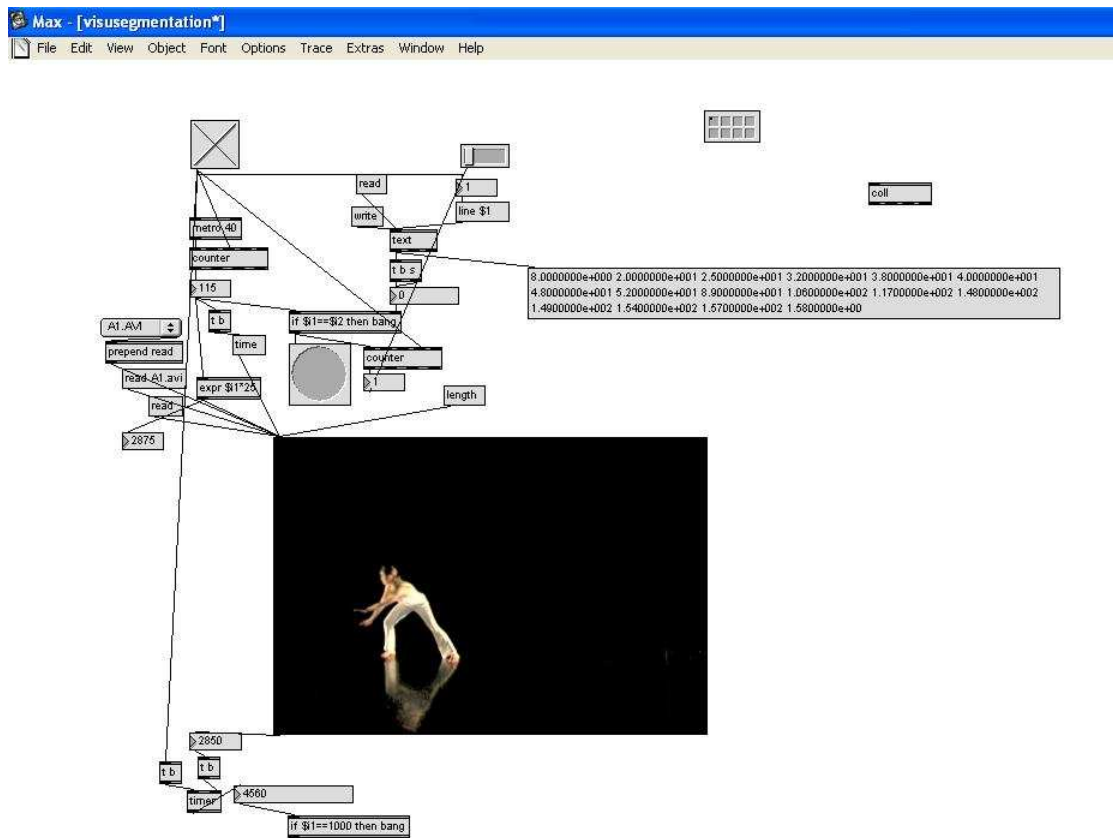 Max - [visusegmentation*]
File Edit View Object Font Options Trace Extras Window Help
read
1
coll
write
line $1
metro 40
text
counter
t b s
8.0000000e+000 2.0000000e+001 2.5000000e+001 3.2000000e+001 3.8000000e+001 4.0000000e+001
4.8000000e+001 5.2000000e+001 8.9000000e+001 1.0600000e+002 1.1700000e+002 1.4800000e+002
1.4900000e+002 1.5400000e+002 1.5700000e+002 1.5800000e+00
115
0
A1.AVI
t b
if $i1==$i2 then bang
time
prepend read
counter
read A1.avi
expr $i1*25
1
length
read
2875
2850
t b
t b
timer
4560
if $i1==1000 then bang